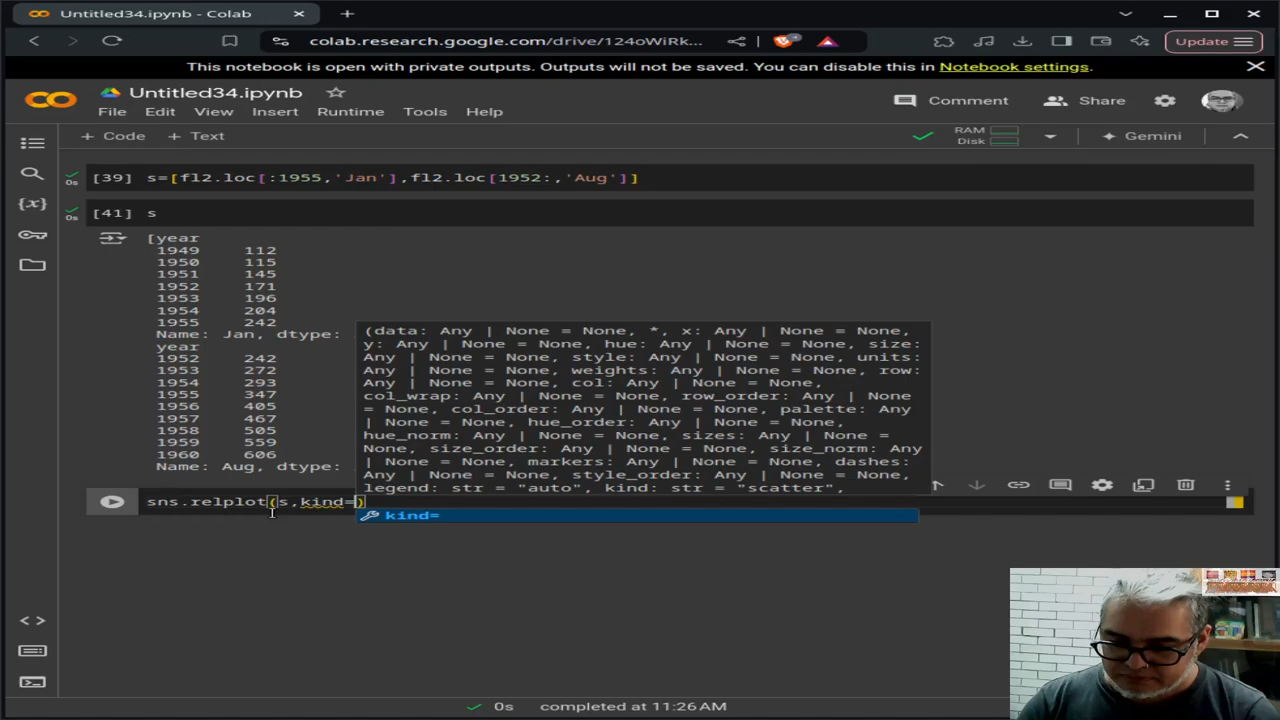 Untitled34.ipynb - Colab
colab.research.google.com/drive/124oWiRk...
Update
This notebook is open with private outputs. Outputs will not be saved. You can disable this in Notebook settings.
Untitled34.ipynb
File Edit View Insert Runtime Tools Help
Comment Share
+ Code + Text
RAM
Disk
Gemini
0s [39] s=[fl2.loc[:1955,'Jan'],fl2.loc[1952:,'Aug']]
0s [41] s
[year
1949 112
1950 115
1951 145
1952 171
1953 196
1954 204
1955 242
Name: Jan, dtype:
year
1952 242
1953 272
1954 293
1955 347
1956 405
1957 467
1958 505
1959 559
1960 606
Name: Aug, dtype:
(data: Any | None = None, *, x: Any | None = None,
y: Any | None = None, hue: Any | None = None, size:
Any | None = None, style: Any | None = None, units:
Any | None = None, weights: Any | None = None, row:
Any | None = None, col: Any | None = None,
col_wrap: Any | None = None, row_order: Any | None
= None, col_order: Any | None = None, palette: Any
| None = None, hue_order: Any | None = None,
hue_norm: Any | None = None, sizes: Any | None =
None, size_order: Any | None = None, size_norm: Any
| None = None, markers: Any | None = None, dashes:
Any | None = None, style_order: Any | None = None,
legend: str = "auto", kind: str = "scatter",
sns.relplot(s,kind=)
kind=
0s completed at 11:26 AM